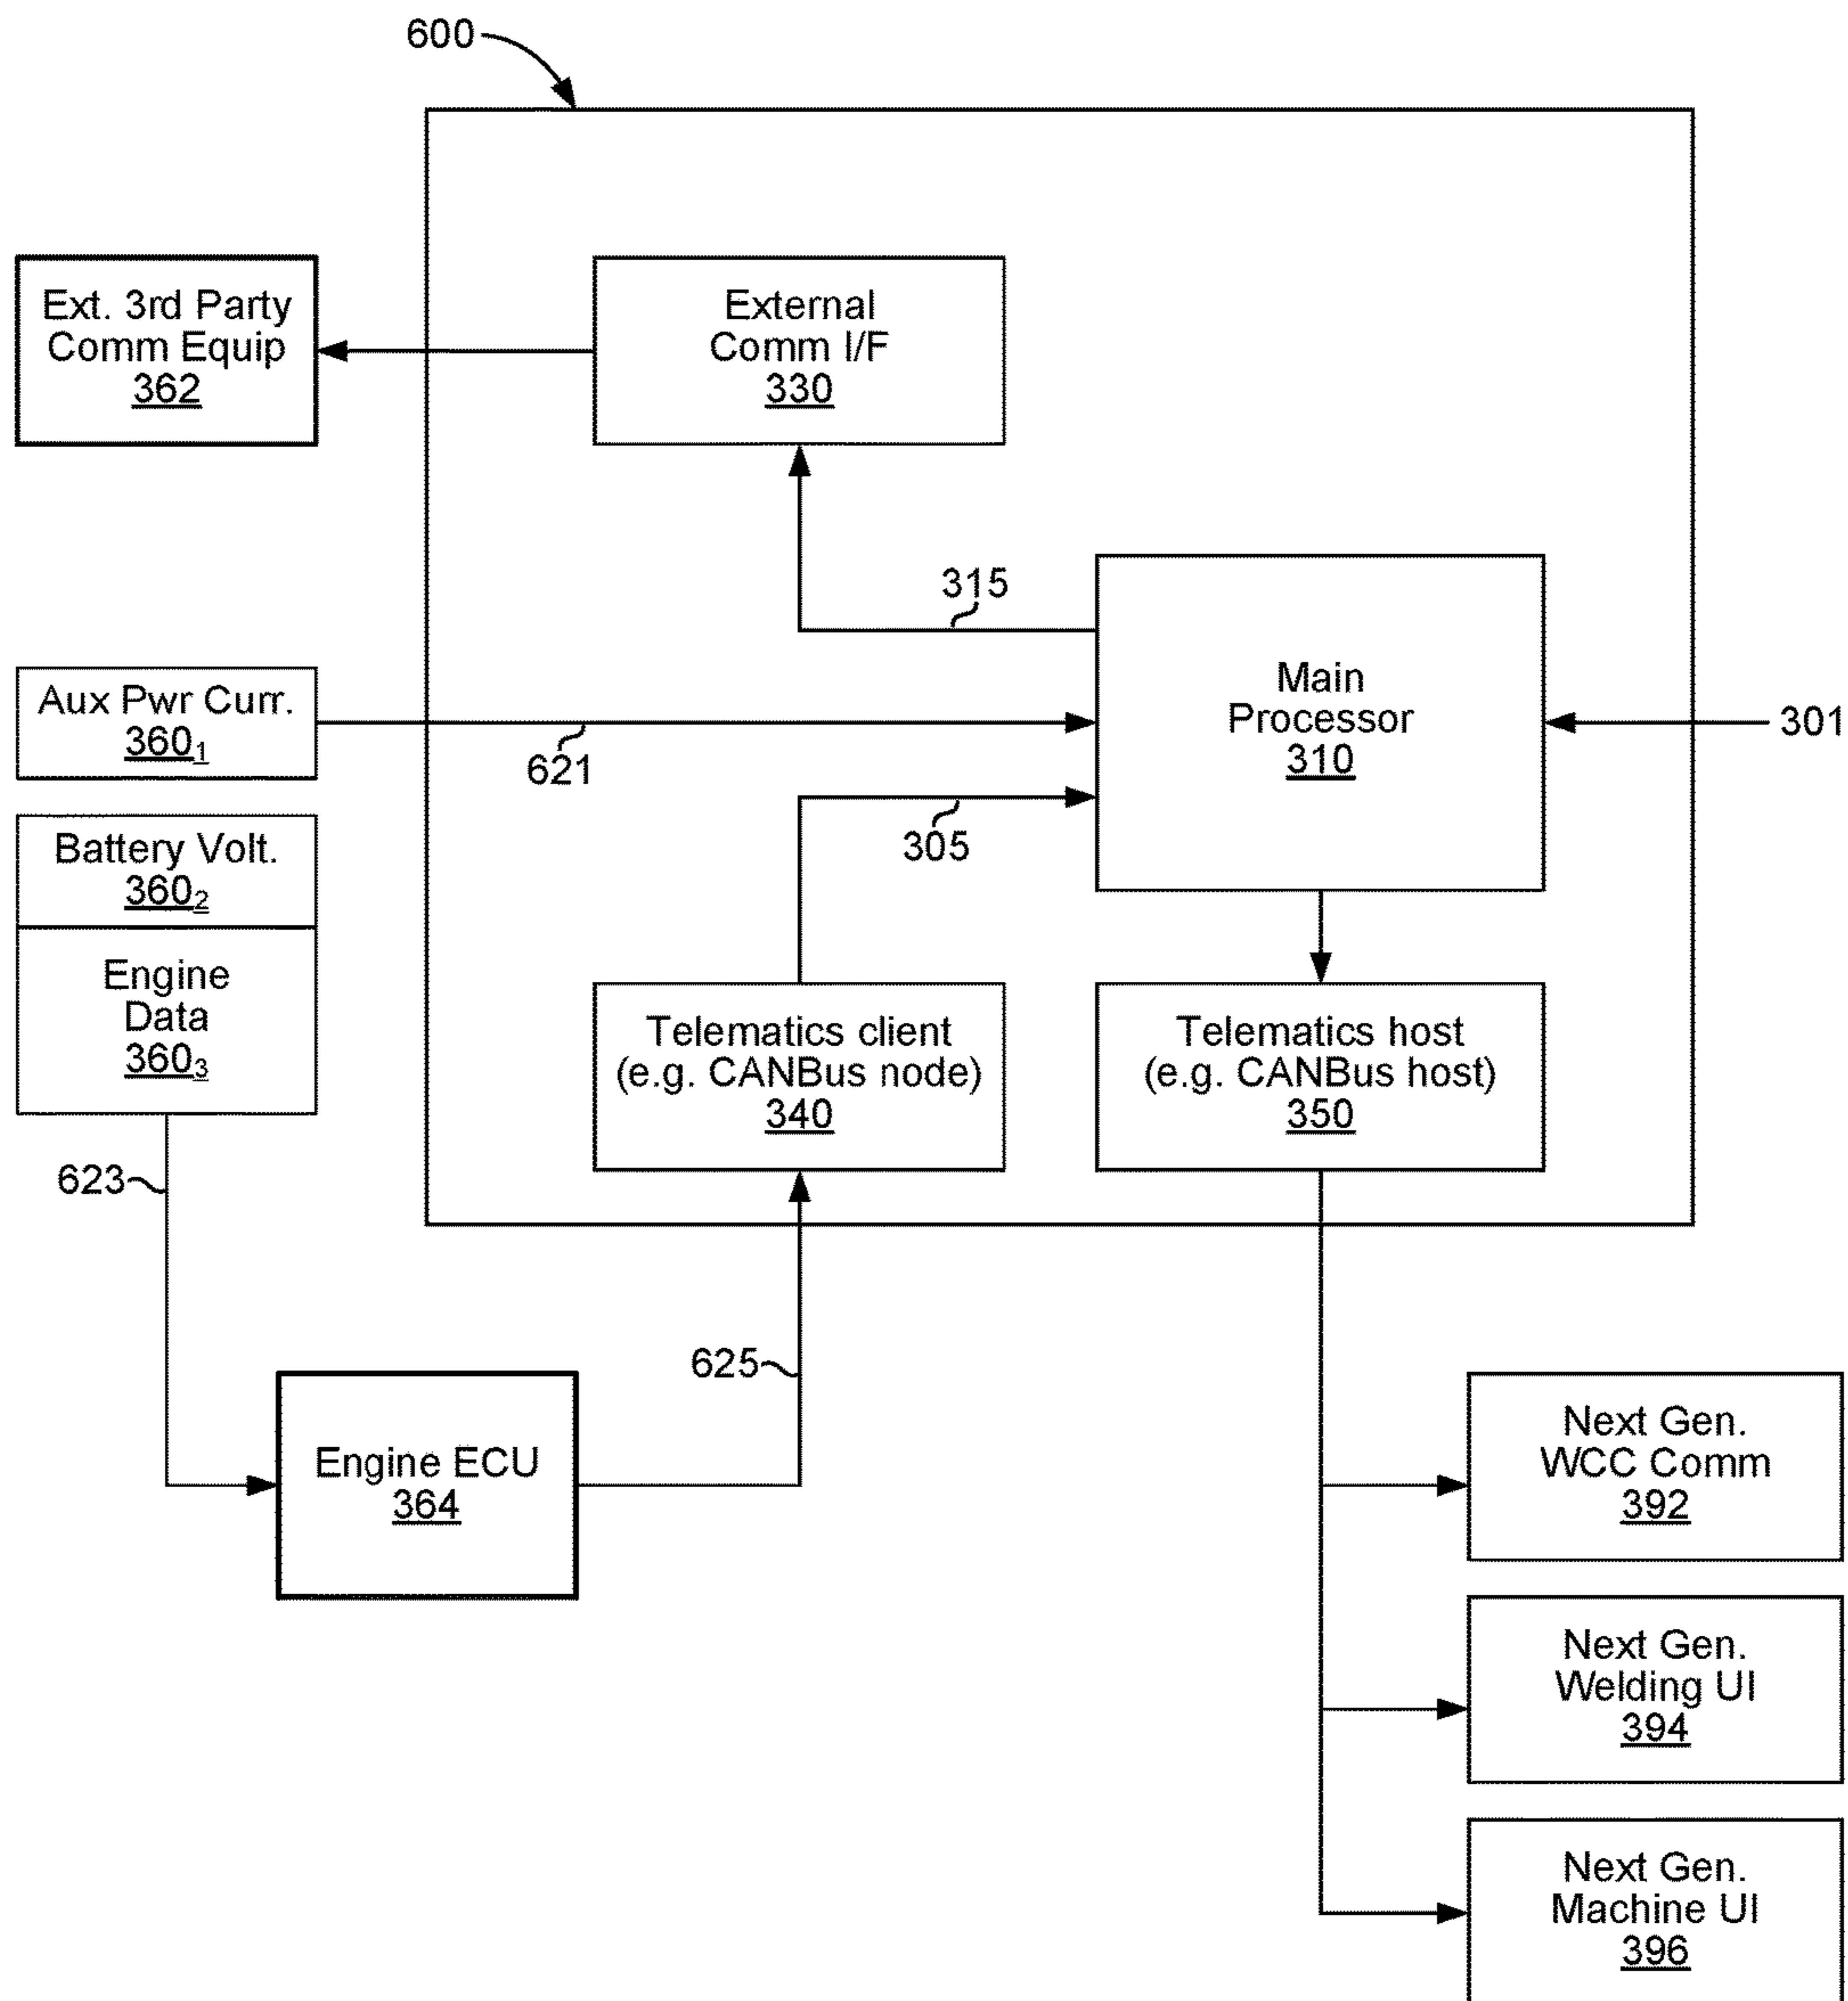 600
Ext. 3rd Party
Comm Equip
362
External
Comm I/F
330
315
Main
Processor
310
301
Aux Pwr Curr.
360₁
621
305
Battery Volt.
360₂
Engine
Data
360₃
Telematics client
(e.g. CANBus node)
340
Telematics host
(e.g. CANBus host)
350
623
625
Engine ECU
364
Next Gen.
WCC Comm
392
Next Gen.
Welding UI
394
Next Gen.
Machine UI
396